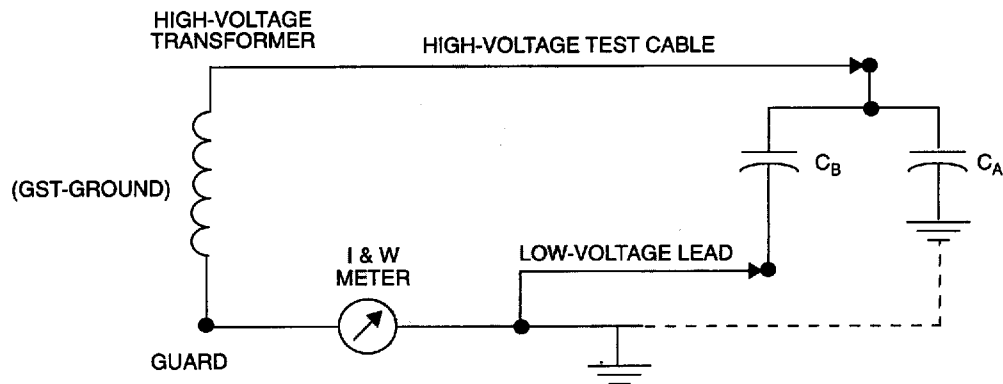 HIGH-VOLTAGE
TRANSFORMER
HIGH-VOLTAGE TEST CABLE
(GST-GROUND)
C_B
C_A
I & W
METER
LOW-VOLTAGE LEAD
GUARD